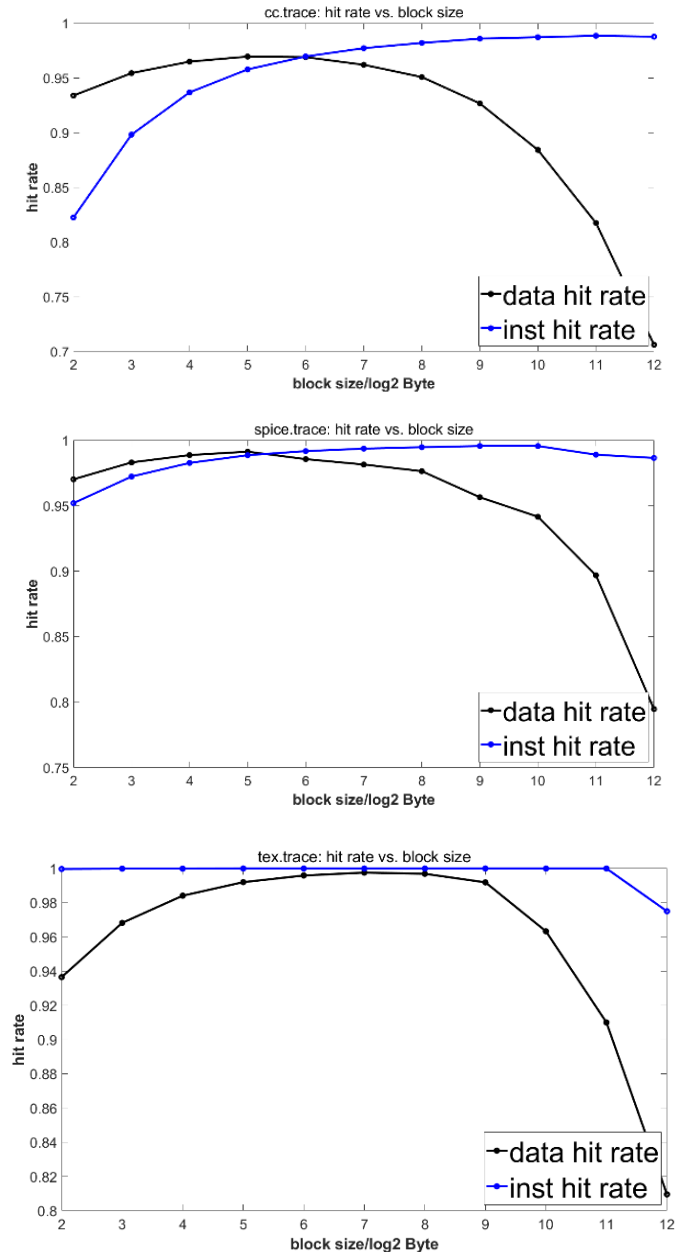 cc.trace: hit rate vs. block size
1
0.95
0.9
0.85
0.8
0.75
0.7
hit rate
data hit rate
inst hit rate
2 3 4 5 6 7 8 9 10 11 12
block size/log2 Byte
spice.trace: hit rate vs. block size
1
0.95
0.9
0.85
0.8
0.75
hit rate
data hit rate
inst hit rate
2 3 4 5 6 7 8 9 10 11 12
block size/log2 Byte
tex.trace: hit rate vs. block size
1
0.98
0.96
0.94
0.92
0.9
0.88
0.86
0.84
0.82
0.8
hit rate
data hit rate
inst hit rate
2 3 4 5 6 7 8 9 10 11 12
block size/log2 Byte